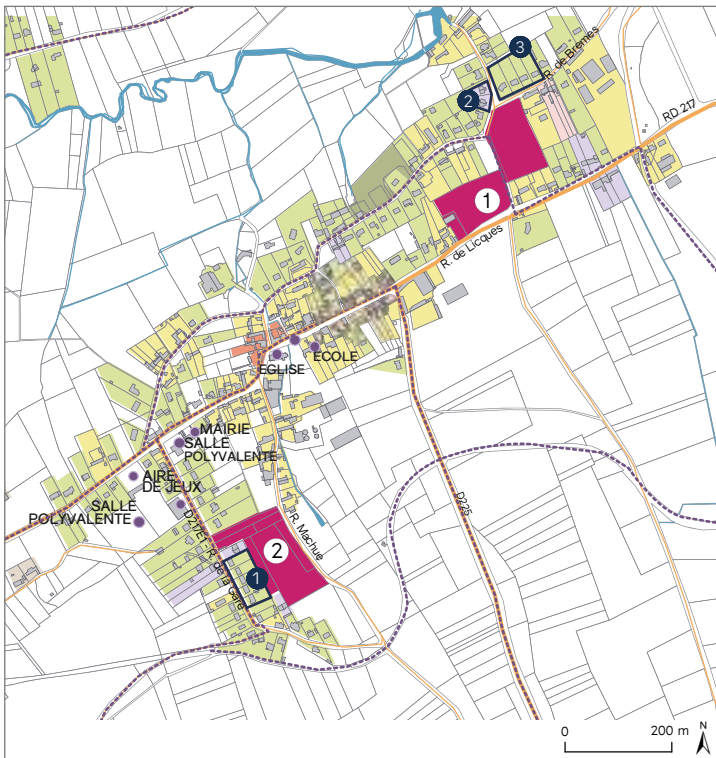 3
R. de Brêmes
2
RD 217
1
R. de Licques
ECOLE
EGLISE
MAIRIE
SALLE
POLYVALENTE
AIRE
DE JEUX
SALLE
POLYVALENTE
D217E1 - R. de la Gare
R. Machue
D225
2
1
0
200 m
N